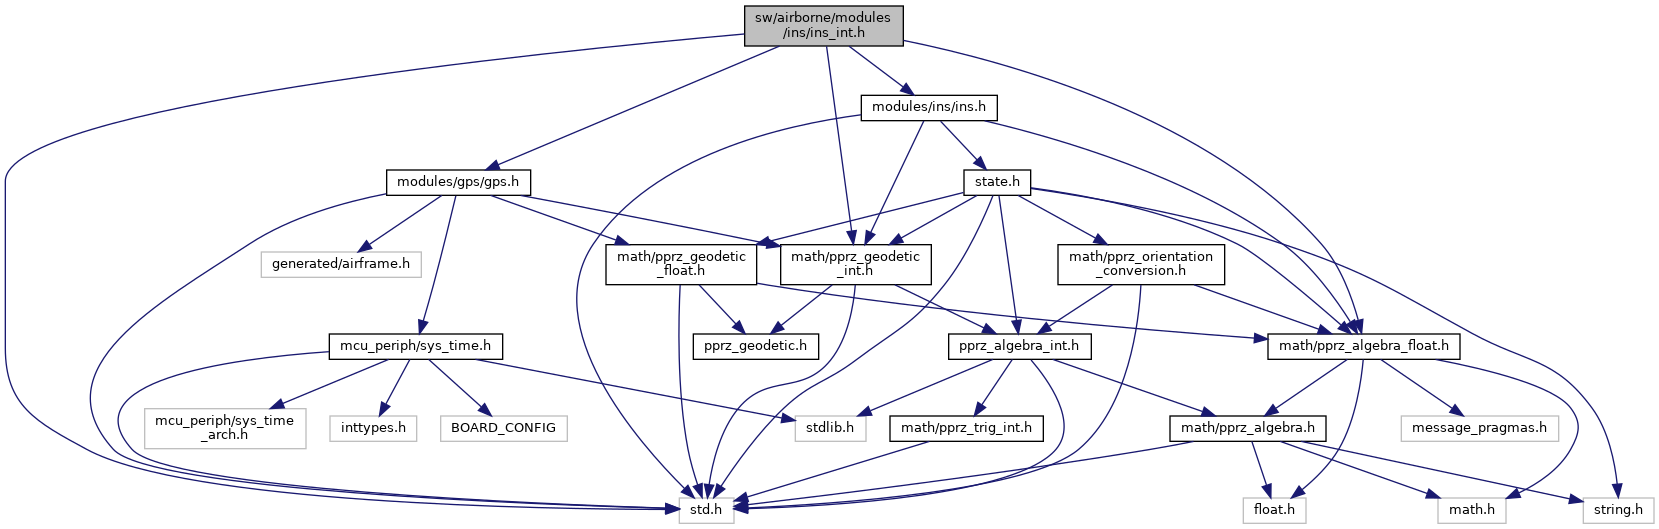 sw/airborne/modules
/ins/ins_int.h
modules/ins/ins.h
modules/gps/gps.h
state.h
generated/airframe.h
math/pprz_geodetic
_float.h
math/pprz_geodetic
_int.h
math/pprz_orientation
_conversion.h
mcu_periph/sys_time.h
pprz_geodetic.h
pprz_algebra_int.h
math/pprz_algebra_float.h
mcu_periph/sys_time
_arch.h
inttypes.h
BOARD_CONFIG
stdlib.h
math/pprz_trig_int.h
math/pprz_algebra.h
message_pragmas.h
std.h
float.h
math.h
string.h